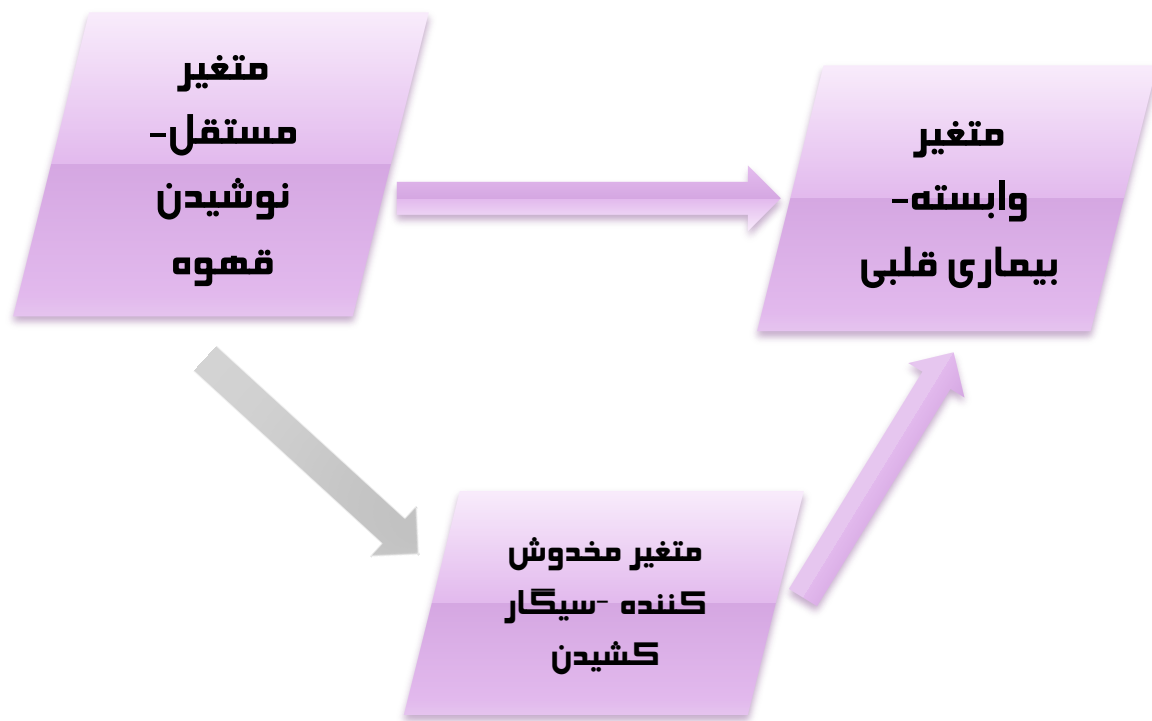 متغیر
مستقل-
نوشیدن
قهوه
متغیر
وابسته-
بیماری قلبی
متغیر مخدوش
کننده -سیگار
کشیدن